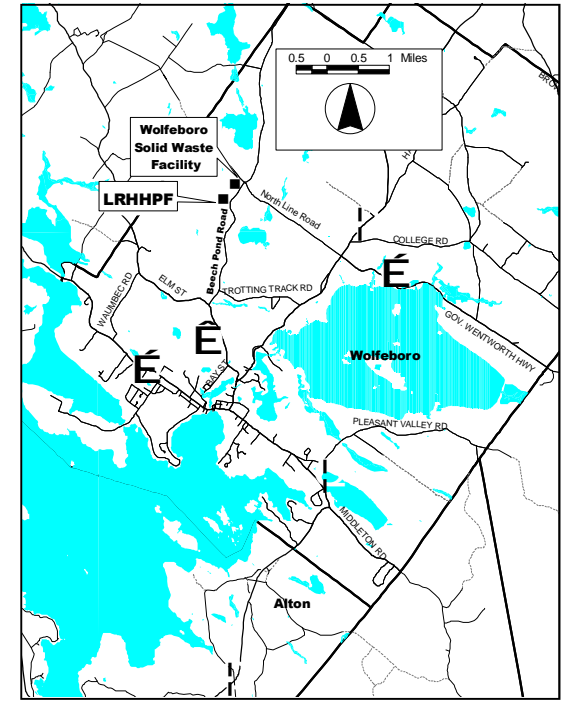 0.5 0 0.5 1 Miles
BRO
HA
Wolfeboro
Solid Waste
Facility
LRHHPF
North Line Road
Beech Pond Road
COLLEGE RD
É
WAUMBEC RD
ELM ST
TROTTING TRACK RD
GOV. WENTWORTH HWY
Ê
Wolfeboro
É
BAY ST
PLEASANT VALLEY RD
MIDDLETON RD
Alton